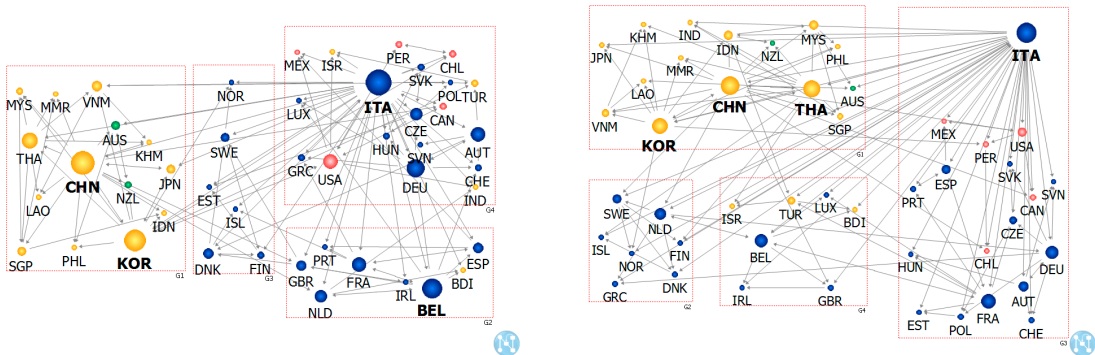 MEX
ISR
PER
CHL
SVK
POL
TUR
ITA
CAN
NOR
LUX
CZE
MYS
MMR
VNM
AUS
THA
KHM
SWE
HUN
SVN
AUT
GRC
USA
DEU
CHE
IND
G4
CHN
JPN
NZL
LAO
IDN
EST
ISL
SGP
PHL
KOR
G1
DNK
FIN
G3
PRT
ESP
GBR
FRA
BDI
NLD
IRL
BEL
G2
KHM
IND
IDN
MYS
JPN
NZL
PHL
MMR
LAO
CHN
THA
AUS
VNM
SGP
KOR
G1
ITA
MEX
USA
PER
SVK
ESP
SVN
PRT
CAN
CZE
HUN
CHL
DEU
AUT
FRA
EST
POL
CHE
G3
SWE
NLD
ISL
FIN
NOR
GRC
DNK
G2
ISR
TUR
LUX
BDI
BEL
IRL
GBR
G4